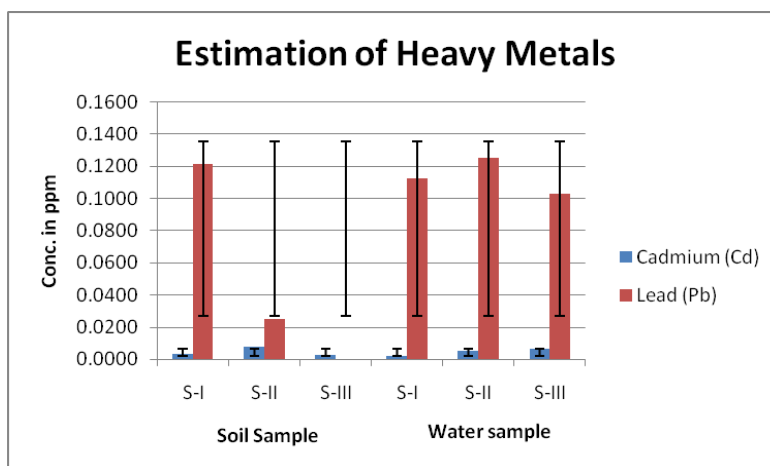 Estimation of Heavy Metals
0.1600
0.1400
0.1200
0.1000
0.0800
0.0600
0.0400
0.0200
0.0000
Conc. in ppm
S-I S-II S-III S-I S-II S-III
Soil Sample Water sample
Cadmium (Cd)
Lead (Pb)